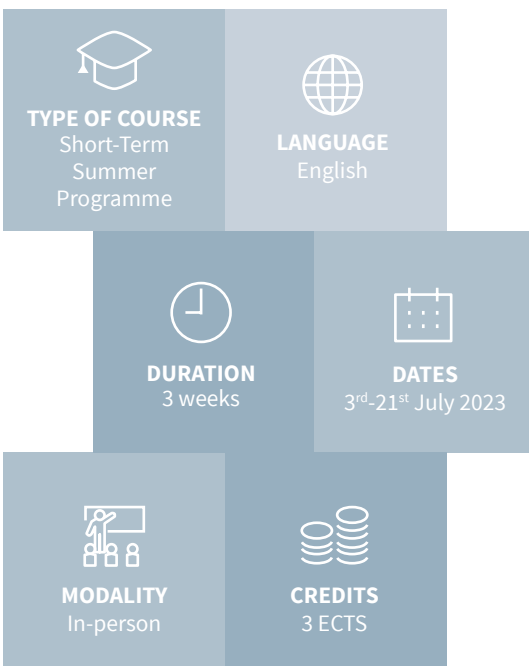 TYPE OF COURSE
Short-Term
Summer
Programme
LANGUAGE
English
DURATION
3 weeks
DATES
3rd-21st July 2023
MODALITY
In-person
CREDITS
3 ECTS